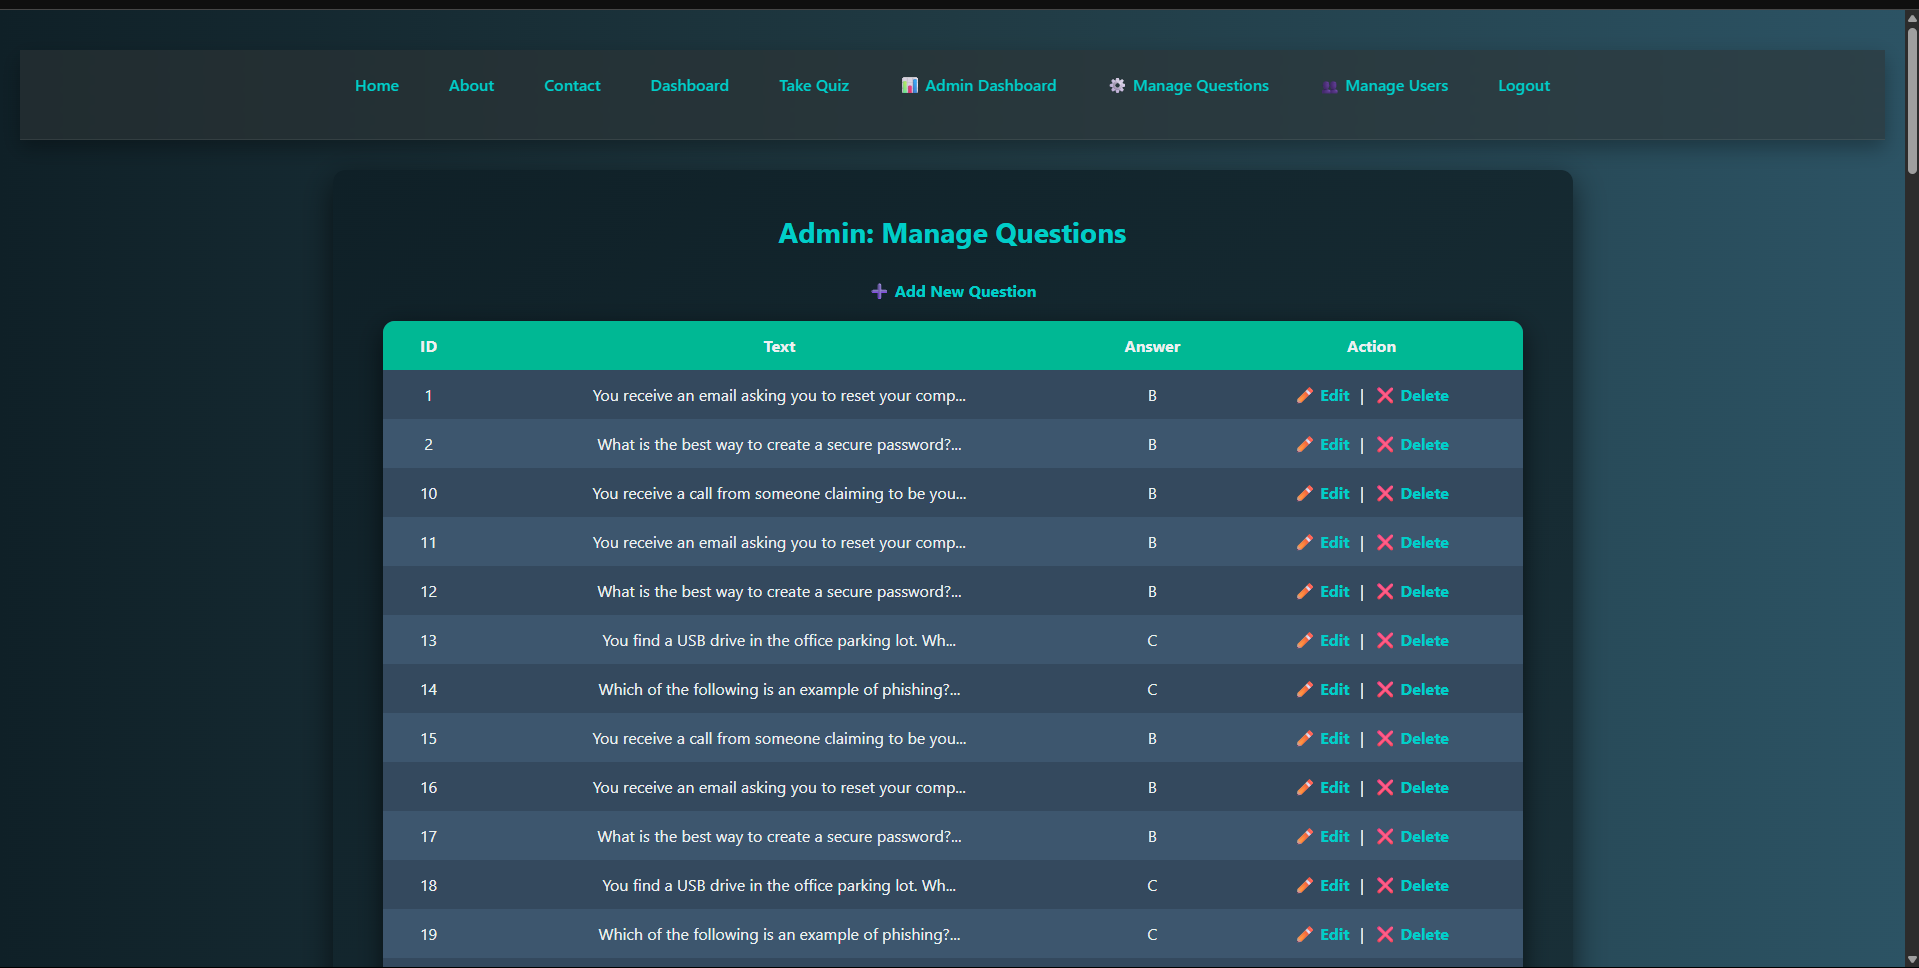 Home About Contact Dashboard Take Quiz Admin Dashboard Manage Questions Manage Users Logout
Admin: Manage Questions
Add New Question
ID Text Answer Action
1 You receive an email asking you to reset your comp... B Edit | Delete
2 What is the best way to create a secure password?... B Edit | Delete
10 You receive a call from someone claiming to be you... B Edit | Delete
11 You receive an email asking you to reset your comp... B Edit | Delete
12 What is the best way to create a secure password?... B Edit | Delete
13 You find a USB drive in the office parking lot. Wh... C Edit | Delete
14 Which of the following is an example of phishing?... C Edit | Delete
15 You receive a call from someone claiming to be you... B Edit | Delete
16 You receive an email asking you to reset your comp... B Edit | Delete
17 What is the best way to create a secure password?... B Edit | Delete
18 You find a USB drive in the office parking lot. Wh... C Edit | Delete
19 Which of the following is an example of phishing?... C Edit | Delete